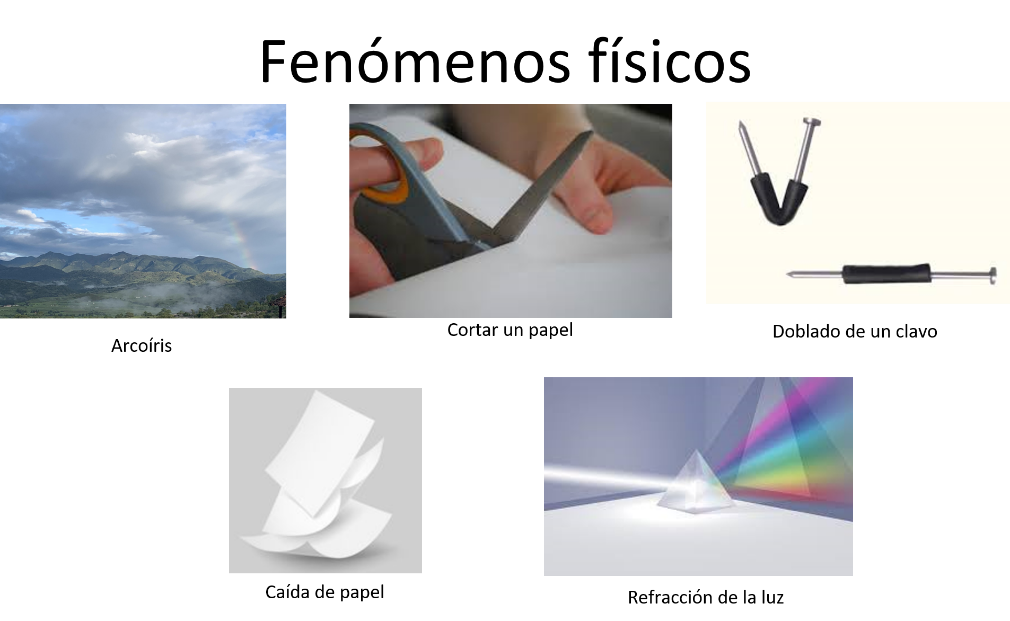 Fenómenos físicos
Arcoíris
Cortar un papel
Doblado de un clavo
Caída de papel
Refracción de la luz